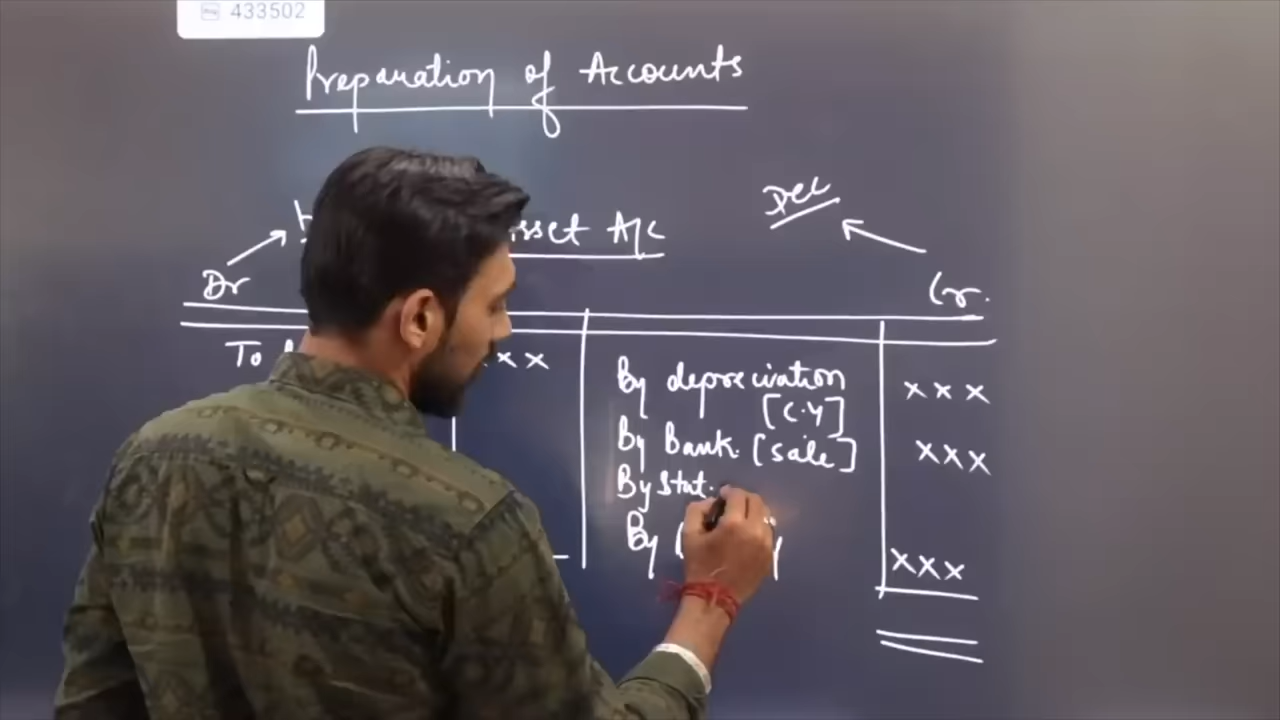 433502
Preparation of Accounts
Dec
Asset A/c
Dr
Cr.
To
xxx
By depreciation
xxx
[C.Y]
By Bank. [sale]
xxx
By Stat.
By
xxx